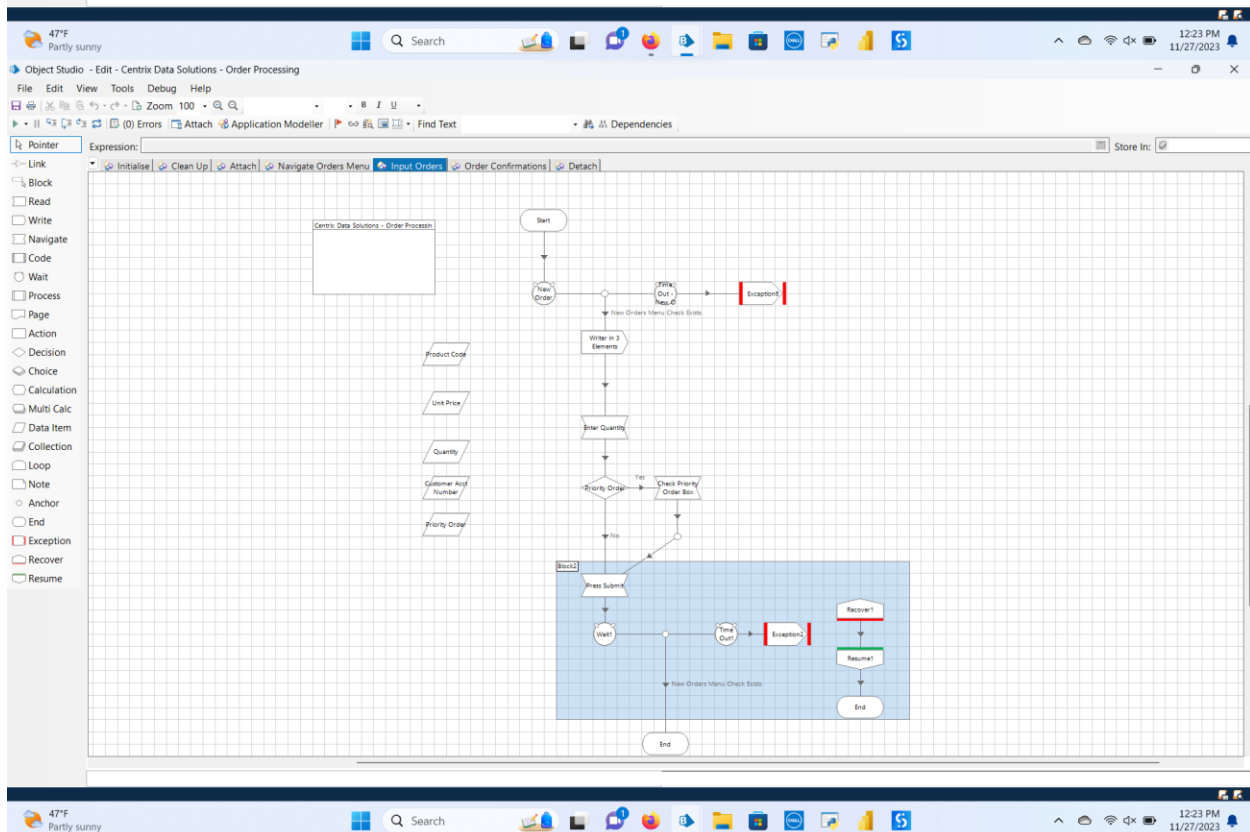 47°F
Partly sunny
Search
12:23 PM
11/27/2023
Object Studio - Edit - Centrix Data Solutions - Order Processing
File Edit View Tools Debug Help
Zoom 100 B I U
(0) Errors Attach Application Modeller Find Text Dependencies
Pointer
Link
Block
Read
Write
Navigate
Code
Wait
Process
Page
Action
Decision
Choice
Calculation
Multi Calc
Data Item
Collection
Loop
Note
Anchor
End
Exception
Recover
Resume
Expression: Store In:
Initialise Clean Up Attach Navigate Orders Menu Input Orders Order Confirmations Detach
Centrix Data Solutions - Order Processin
Start
New
Order
Time
Out -
New O
Exception6
New Orders Menu Check Exists
Writer in 3
Elements
Product Code
Unit Price
Enter Quantity
Quantity
Customer Acct
Number
Priority Order
Priority Order
Yes
Check Priority
Order Box
No
Block2
Press Submit
Wait1
Time
Out1
Exception2
Recover1
Resume1
End
New Orders Menu Check Exists
End
47°F
Partly sunny
Search
12:23 PM
11/27/2023